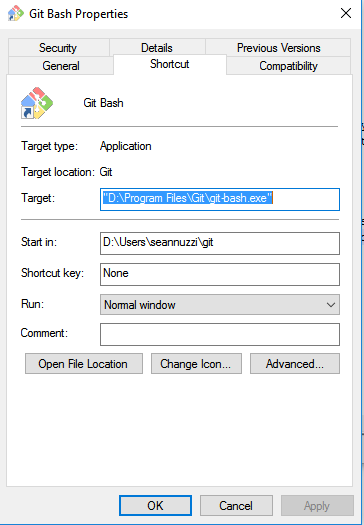 Git Bash Properties
Security Details Previous Versions
General Shortcut Compatibility
Git Bash
Target type: Application
Target location: Git
Target: "D:\Program Files\Git\git-bash.exe"
Start in: D:\Users\seannuzzi\git
Shortcut key: None
Run: Normal window
Comment:
Open File Location Change Icon... Advanced...
OK Cancel Apply